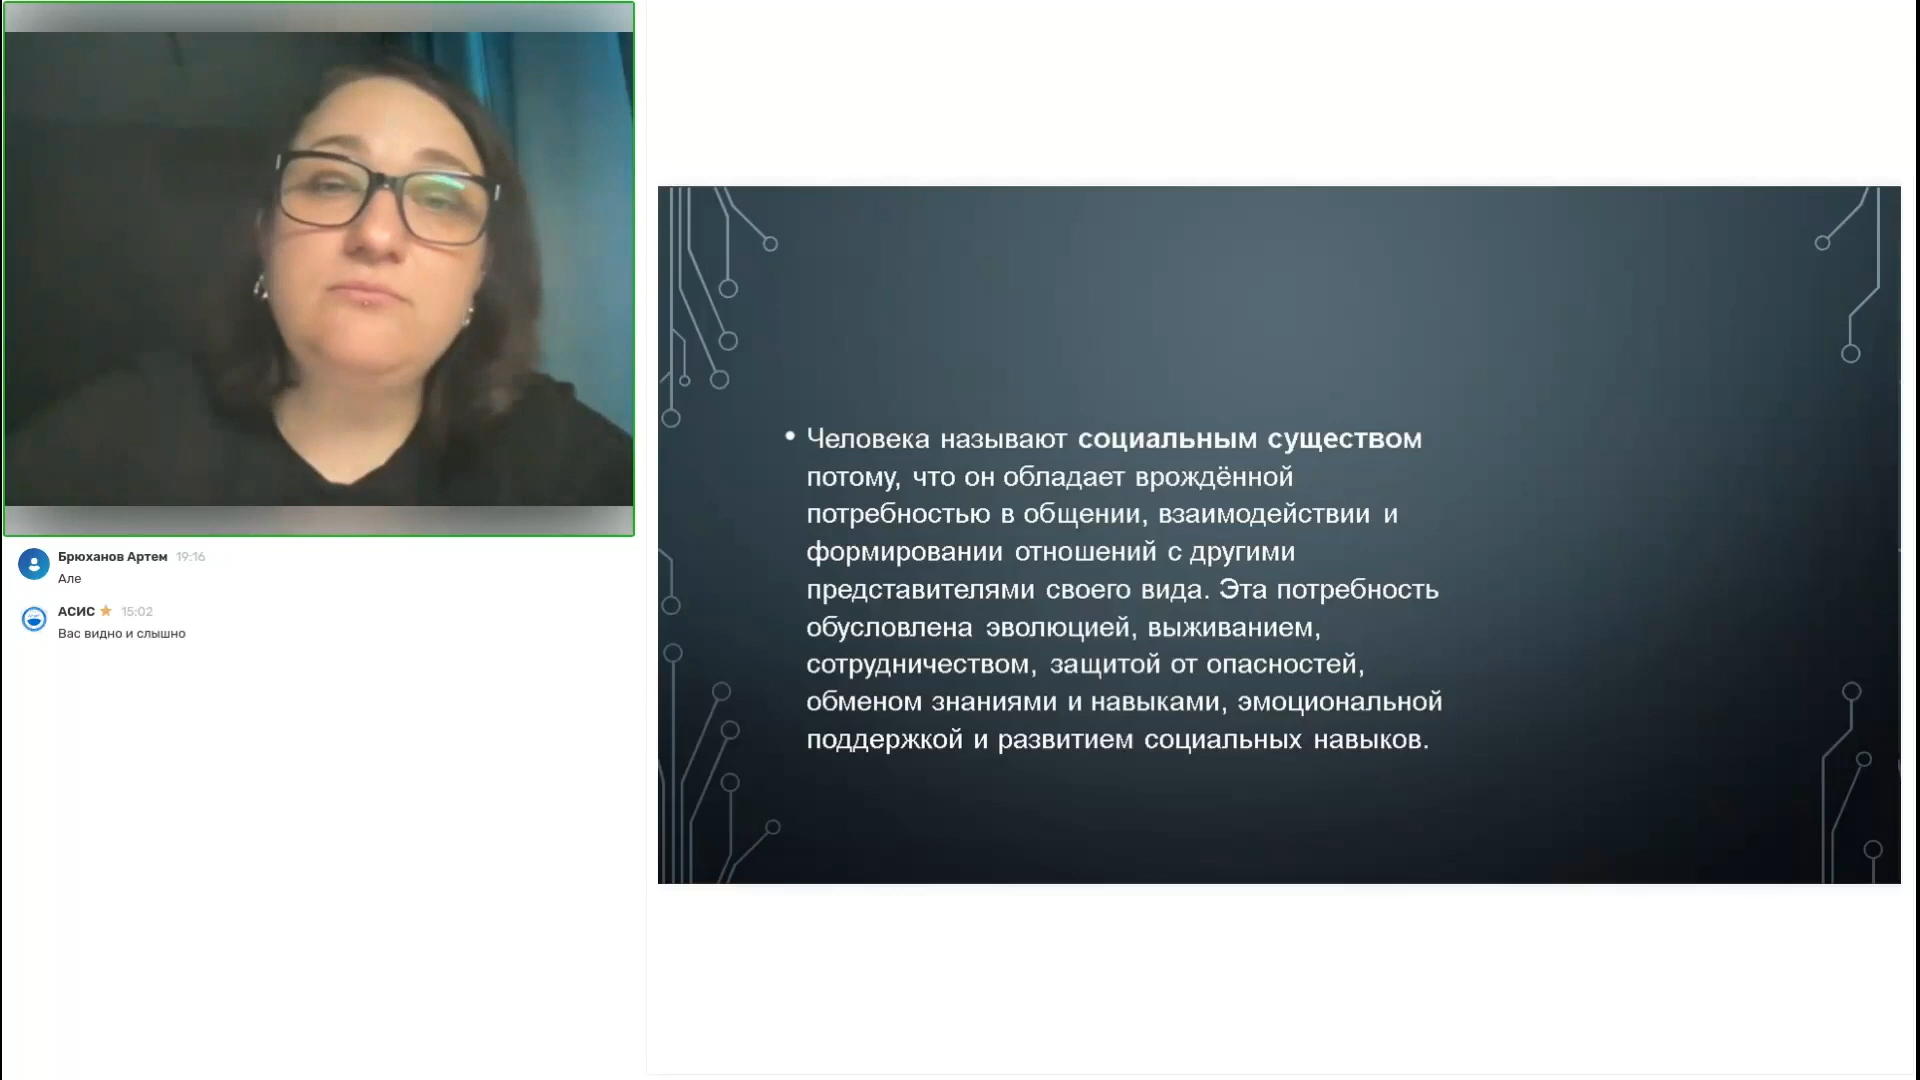 Брюханов Артем 19:16
Але
АСИС 15:02
Вас видно и слышно
• Человека называют социальным существом
потому, что он обладает врождённой
потребностью в общении, взаимодействии и
формировании отношений с другими
представителями своего вида. Эта потребность
обусловлена эволюцией, выживанием,
сотрудничеством, защитой от опасностей,
обменом знаниями и навыками, эмоциональной
поддержкой и развитием социальных навыков.